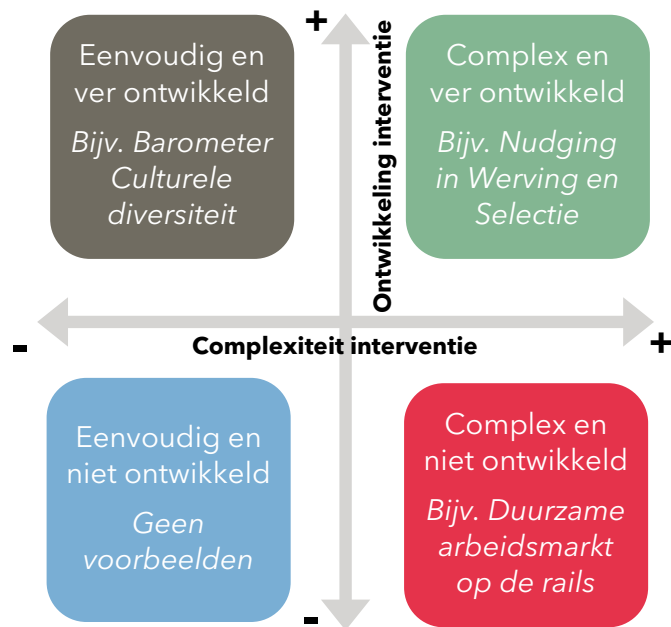 Eenvoudig en
ver ontwikkeld
Bijv. Barometer
Culturele
diversiteit
+
Ontwikkeling interventie
Complex en
ver ontwikkeld
Bijv. Nudging
in Werving en
Selectie
-
Complexiteit interventie
+
Eenvoudig en
niet ontwikkeld
Geen
voorbeelden
-
Complex en
niet ontwikkeld
Bijv. Duurzame
arbeidsmarkt
op de rails